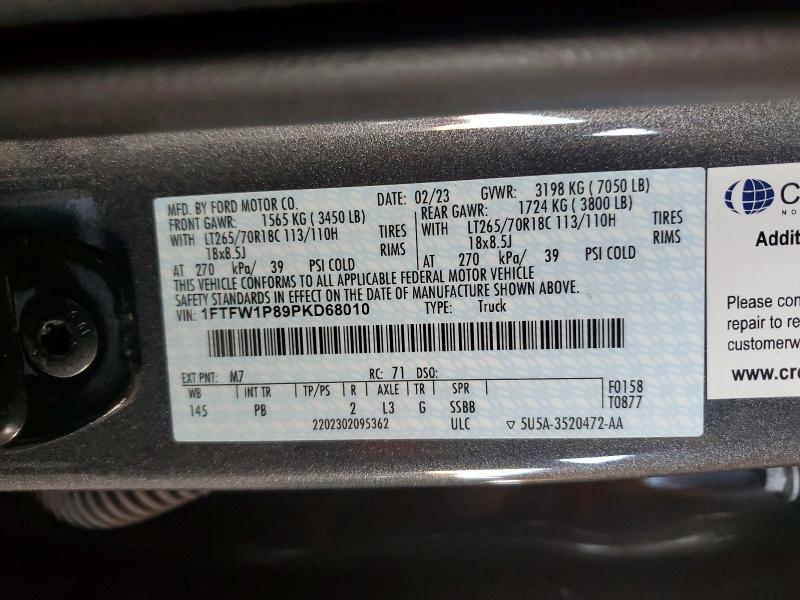 MFD. BY FORD MOTOR CO.
DATE: 02/23 GVWR: 3198 KG ( 7050 LB)
FRONT GAWR: 1565 KG ( 3450 LB) REAR GAWR: 1724 KG ( 3800 LB)
WITH LT265/70R18C 113/110H TIRES WITH LT265/70R18C 113/110H TIRES
18x8.5J RIMS 18x8.5J RIMS
AT 270 kPa/ 39 PSI COLD AT 270 kPa/ 39 PSI COLD
THIS VEHICLE CONFORMS TO ALL APPLICABLE FEDERAL MOTOR VEHICLE
SAFETY STANDARDS IN EFFECT ON THE DATE OF MANUFACTURE SHOWN ABOVE.
VIN: 1FTFW1P89PKD68010 TYPE: Truck
EXT PNT: M7 RC: 71 DSO:
WB INT TR TP/PS R AXLE TR SPR F0158
145 PB 2 L3 G SSBB T0877
2202302095362 ULC ▽ 5U5A-3520472-AA
C
NO
Addit
Please con
repair to re
customerw
www.cre